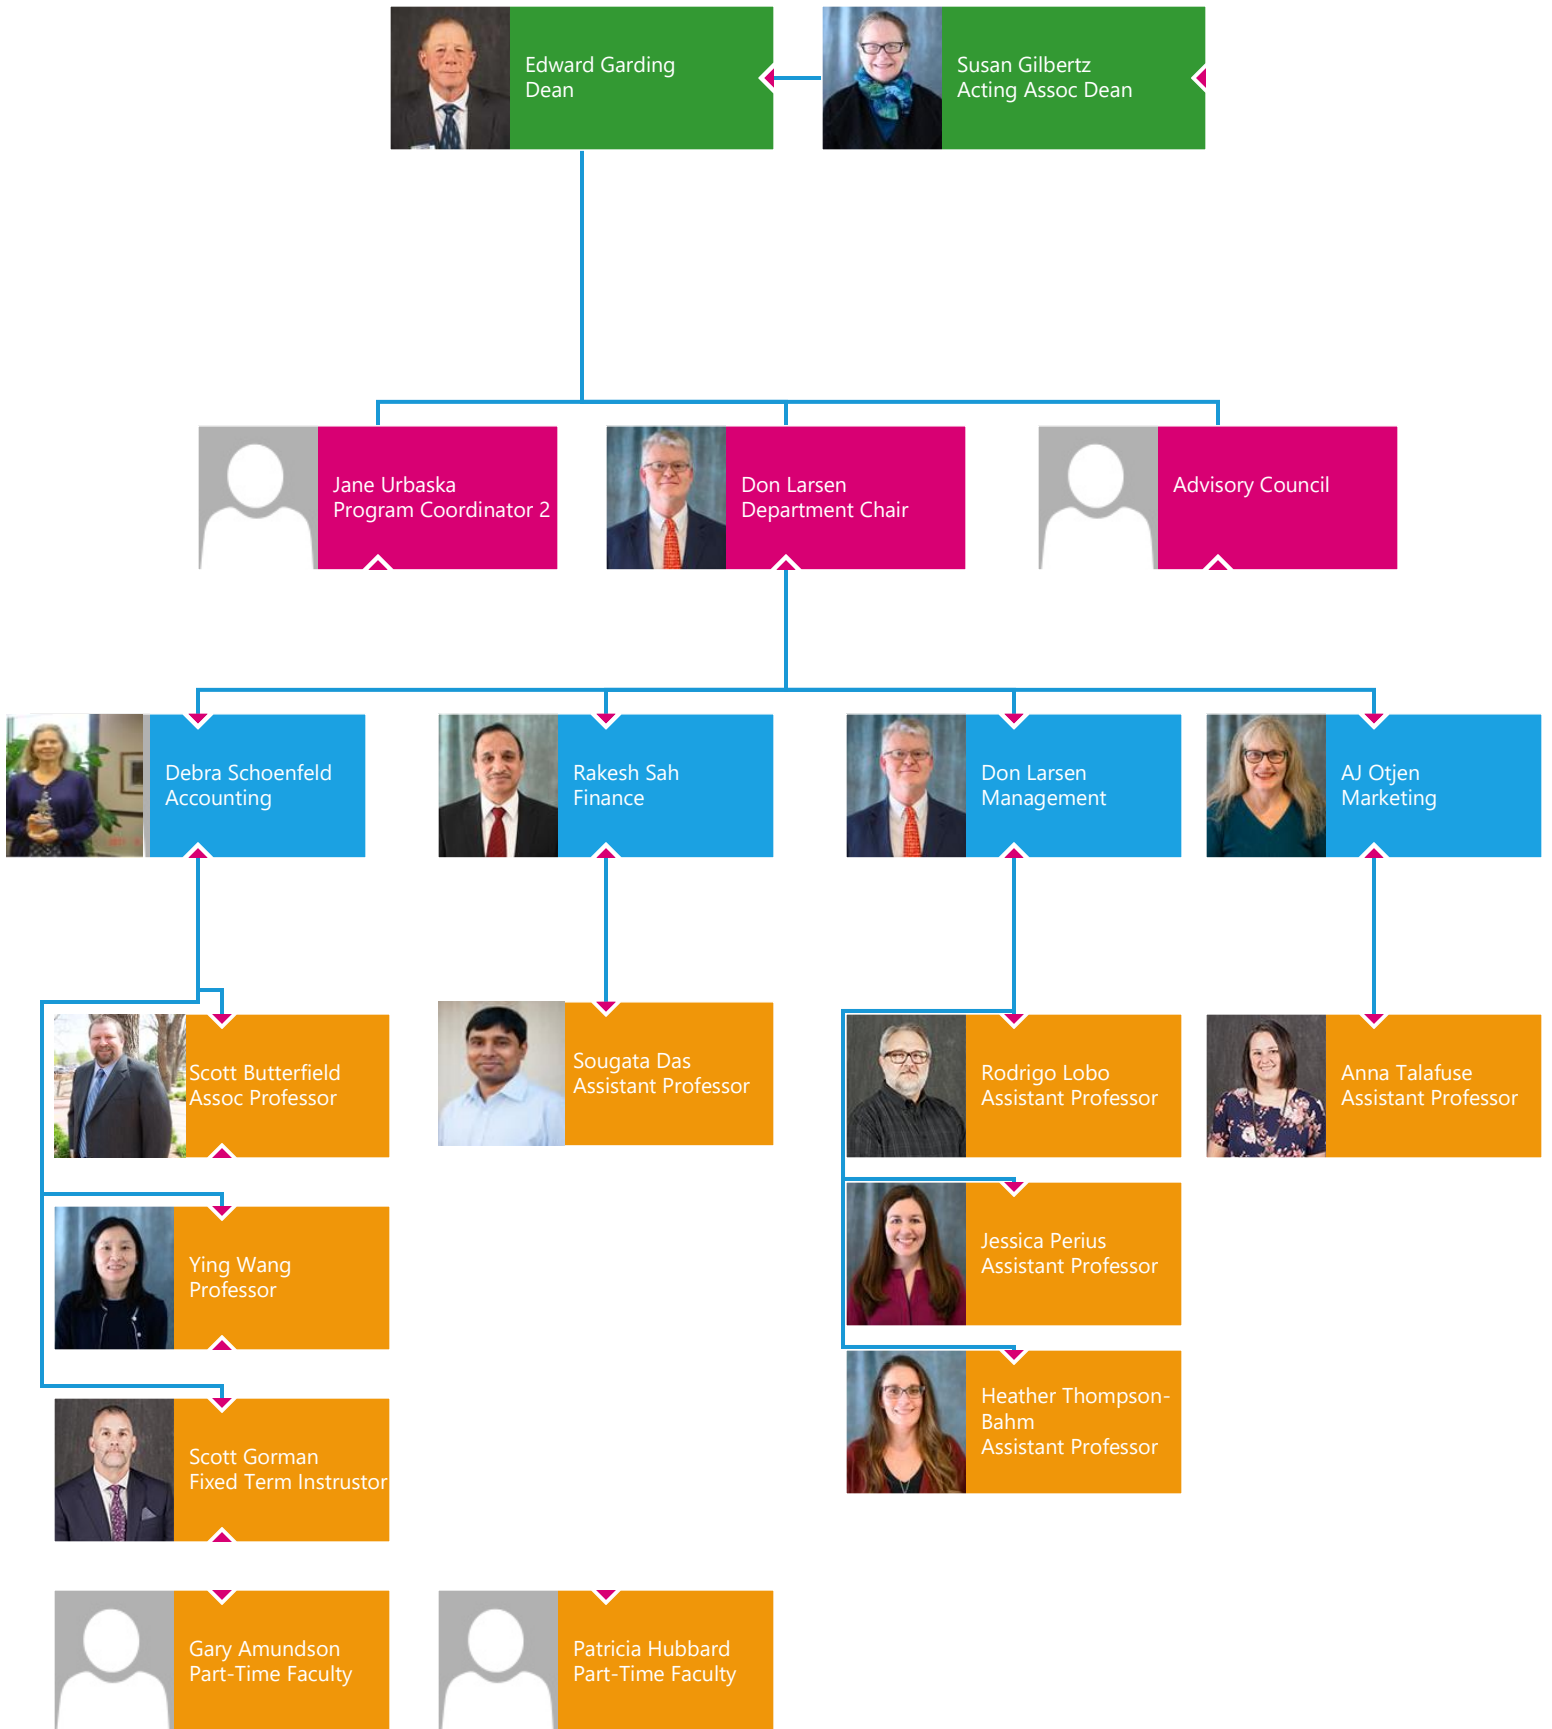 Edward Garding
Dean
Susan Gilbertz
Acting Assoc Dean
Jane Urbaska
Program Coordinator 2
Don Larsen
Department Chair
Advisory Council
Debra Schoenfeld
Accounting
Rakesh Sah
Finance
Don Larsen
Management
AJ Otjen
Marketing
Scott Butterfield
Assoc Professor
Sougata Das
Assistant Professor
Rodrigo Lobo
Assistant Professor
Anna Talafuse
Assistant Professor
Ying Wang
Professor
Jessica Perius
Assistant Professor
Scott Gorman
Fixed Term Instrustor
Heather Thompson-
Bahm
Assistant Professor
Gary Amundson
Part-Time Faculty
Patricia Hubbard
Part-Time Faculty